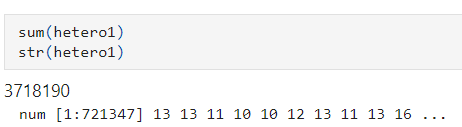 sum(hetero1)
str(hetero1)
3718190
num [1:721347] 13 13 11 10 10 12 13 11 13 16 ...